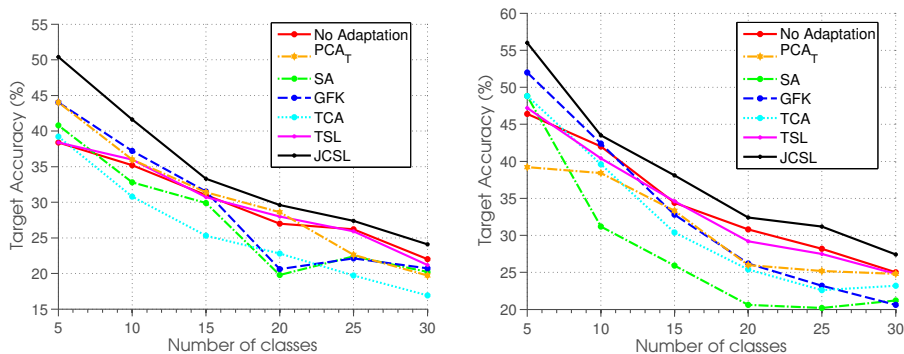 55
50
45
40
35
30
25
20
15
5
10
15
20
25
30
Target Accuracy (%)
Number of classes
No Adaptation
PCA_T
SA
GFK
TCA
TSL
JCSL
60
55
50
45
40
35
30
25
20
5
10
15
20
25
30
Target Accuracy (%)
Number of classes
No Adaptation
PCA_T
SA
GFK
TCA
TSL
JCSL